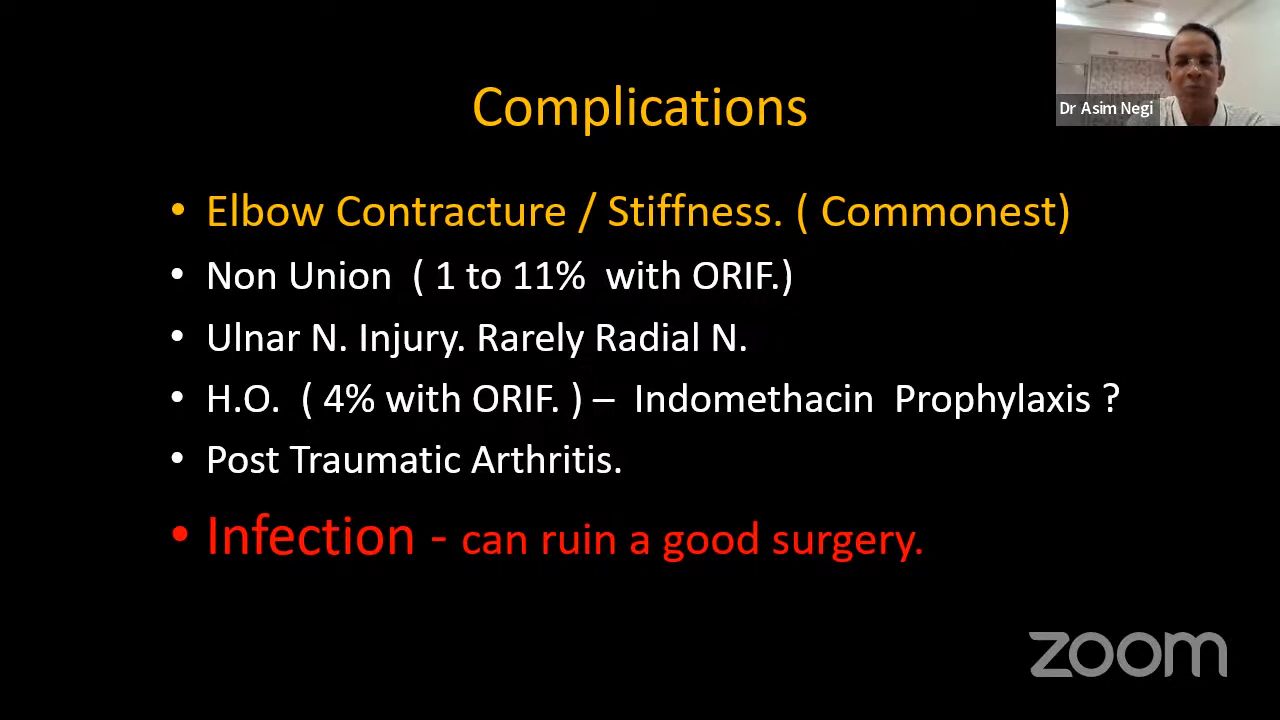 Complications
Dr Asim Negi
• Elbow Contracture / Stiffness. ( Commonest)
• Non Union ( 1 to 11% with ORIF.)
• Ulnar N. Injury. Rarely Radial N.
• H.O. ( 4% with ORIF. ) – Indomethacin Prophylaxis ?
• Post Traumatic Arthritis.
• Infection - can ruin a good surgery.
zoom